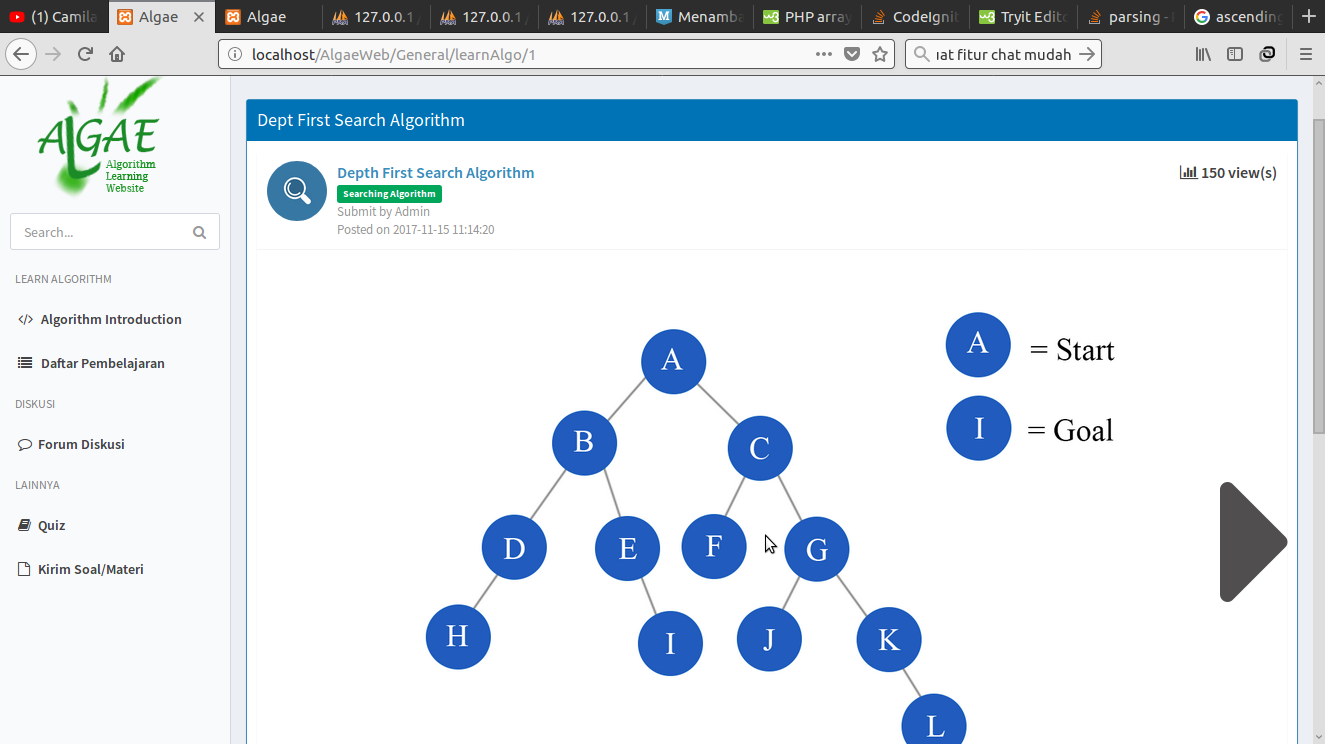 (1) Camila
Algae
Algae
127.0.0.1
127.0.0.1
127.0.0.1
Menamba
PHP array
CodeIgnit
Tryit Edito
parsing -
ascending
localhost/AlgaeWeb/General/learnAlgo/1
uat fitur chat mudah
ALGAE
Algorithm
Learning
Website
Search...
LEARN ALGORITHM
Algorithm Introduction
Daftar Pembelajaran
DISKUSI
Forum Diskusi
LAINNYA
Quiz
Kirim Soal/Materi
Dept First Search Algorithm
Depth First Search Algorithm
Searching Algorithm
Submit by Admin
Posted on 2017-11-15 11:14:20
150 view(s)
A
B
C
D
E
F
G
H
I
J
K
L
A = Start
I = Goal